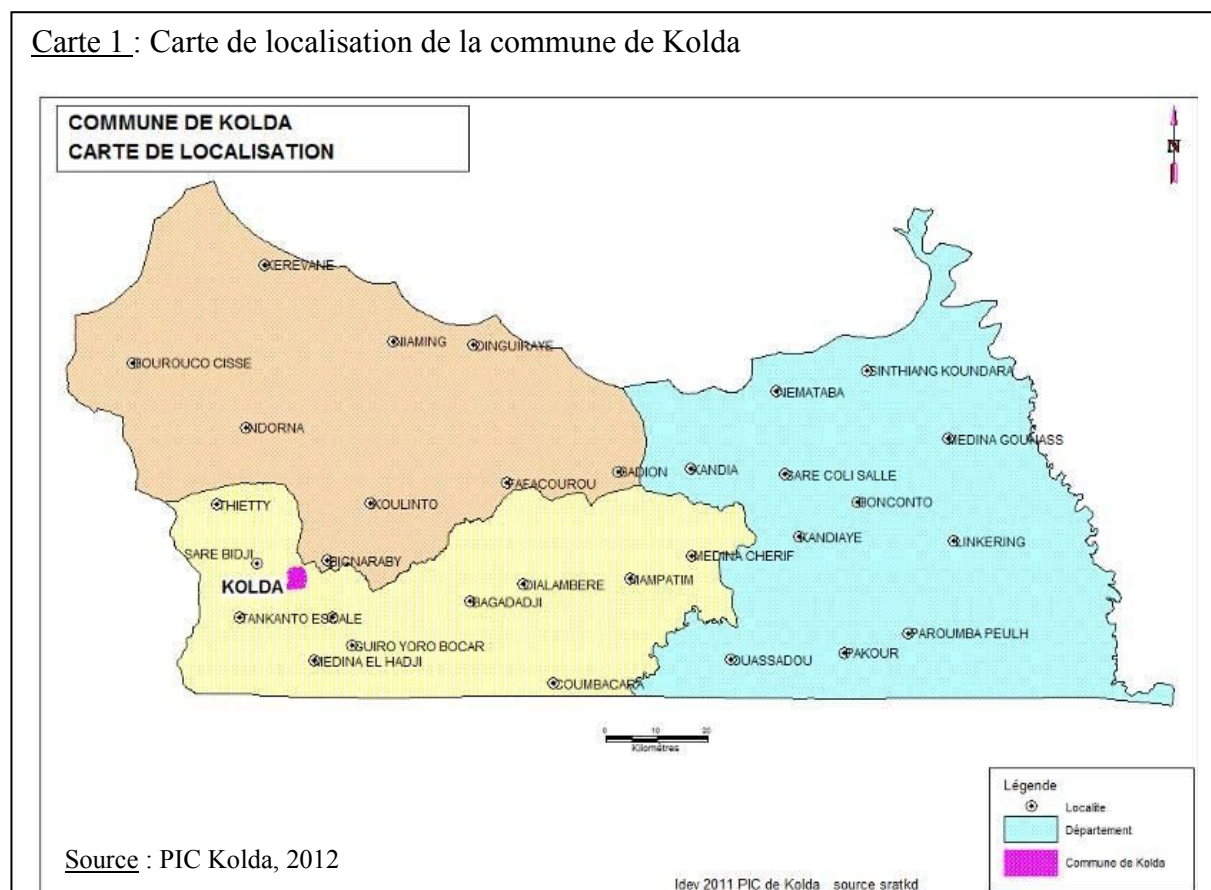 Carte 1 : Carte de localisation de la commune de Kolda
COMMUNE DE KOLDA
CARTE DE LOCALISATION
N
KEREVANE
NIAMING
DINGUIRAYE
BOUROUCO CISSE
SINTHIANG KOUNDARA
NEMATABA
NDORNA
MEDINA GOUNASS
BADION
KANDIA
SARE COLI SALLE
FAFACOUROU
THIETTY
KOULINTO
BONCONTO
KANDIAYE
LINKERING
SARE BIDJI
BIGNARABY
MEDINA CHERIF
KOLDA
DIALAMBERE
MAMPATIM
BAGADADJI
TANKANTO ESCALE
PAROUMBA PEULH
GUIRO YORO BOCAR
PAKOUR
MEDINA EL HADJI
OUASSADOU
COUMBACARA
0 10 20
Kilomètres
Légende
Localite
Département
Commune de Kolda
Source : PIC Kolda, 2012
Idev 2011 PIC de Kolda source sratkd